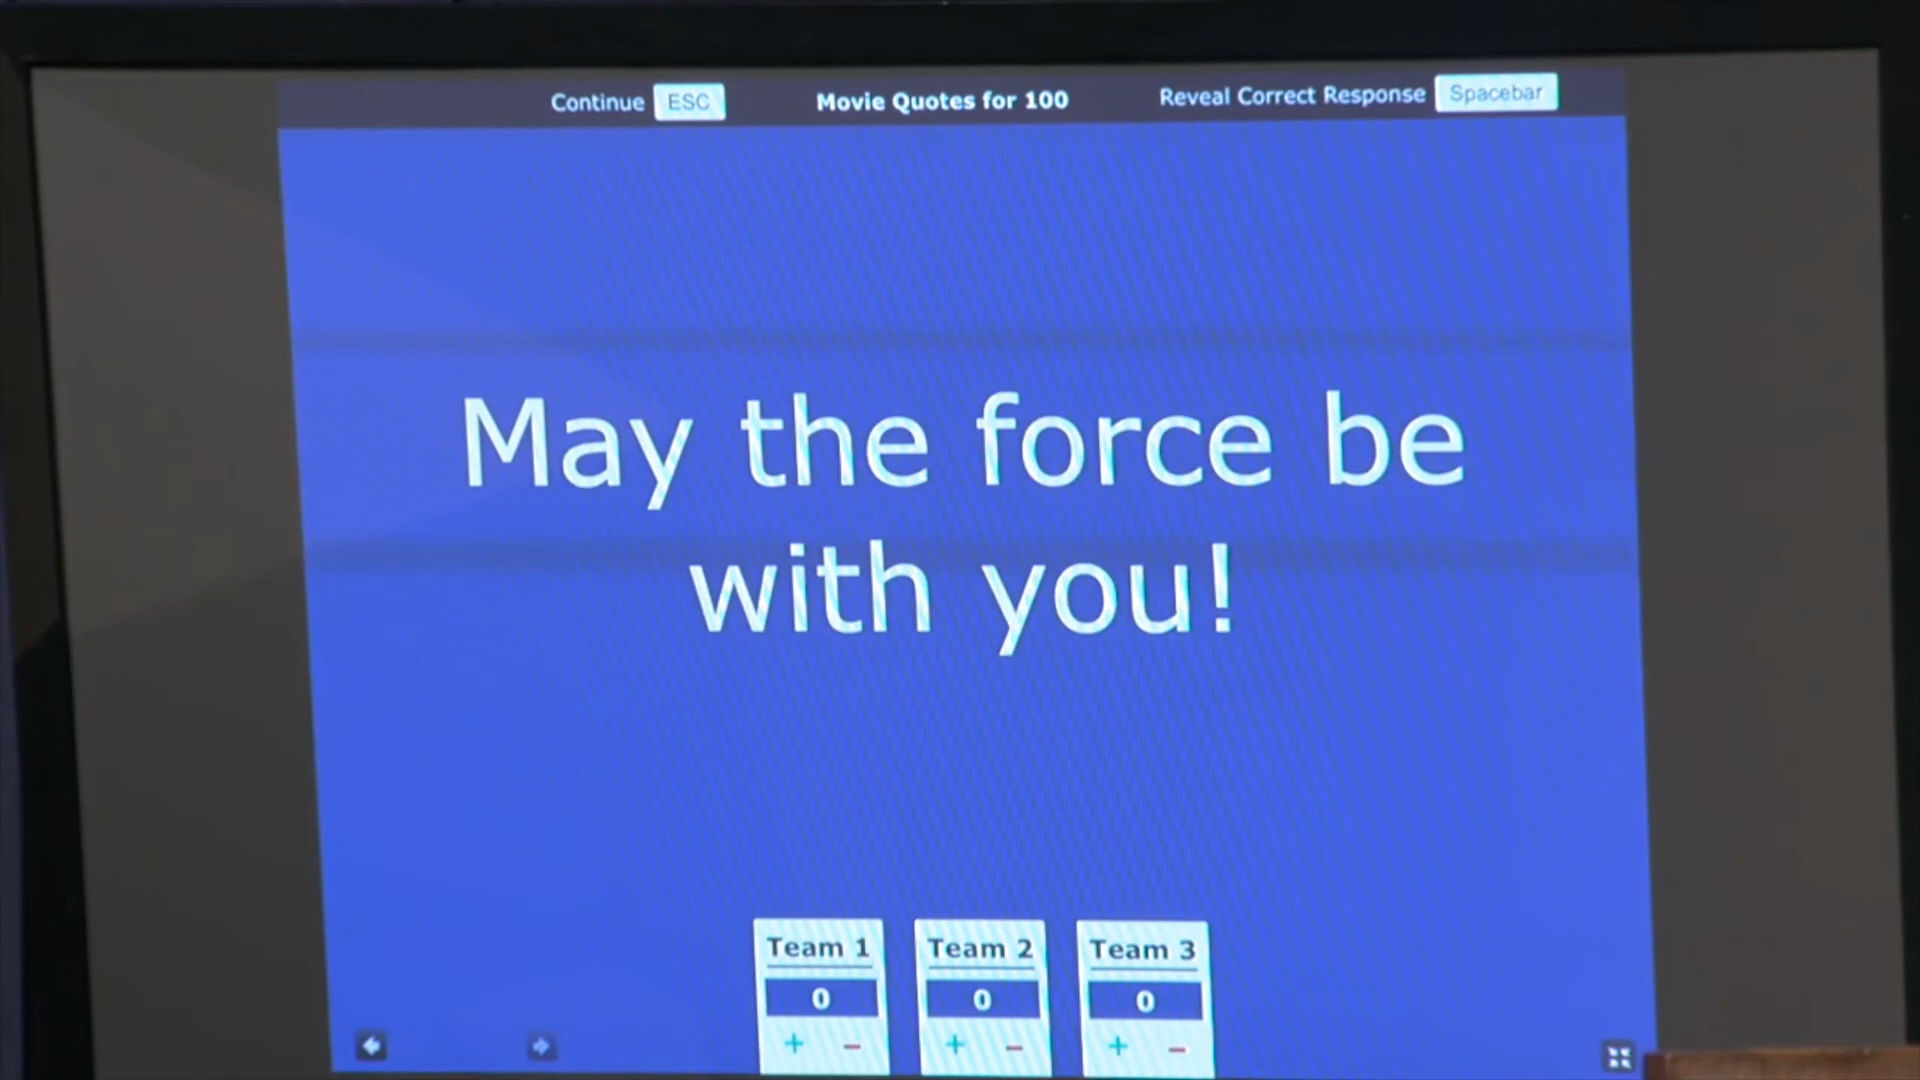 Continue ESC Movie Quotes for 100 Reveal Correct Response Spacebar
May the force be
with you!
Team 1 Team 2 Team 3
0 0 0
+ − + − + −